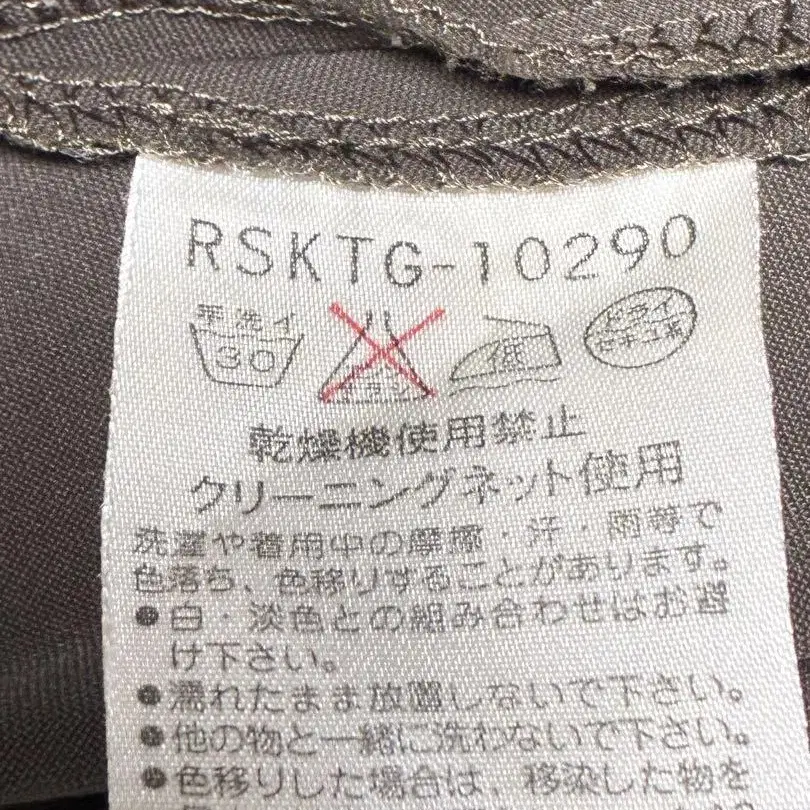 RSKTG-10290
手洗イ
30
エンソ
サラシ
低
ドライ
セキユ系
乾燥機使用禁止
クリーニングネット使用
洗濯や着用中の摩擦・汗・雨等で
色落ち、色移りすることがあります。
●白・淡色との組み合わせはお避
け下さい。
●濡れたまま放置しないで下さい。
●他の物と一緒に洗わないで下さい。
●色移りした場合は、移染した物を